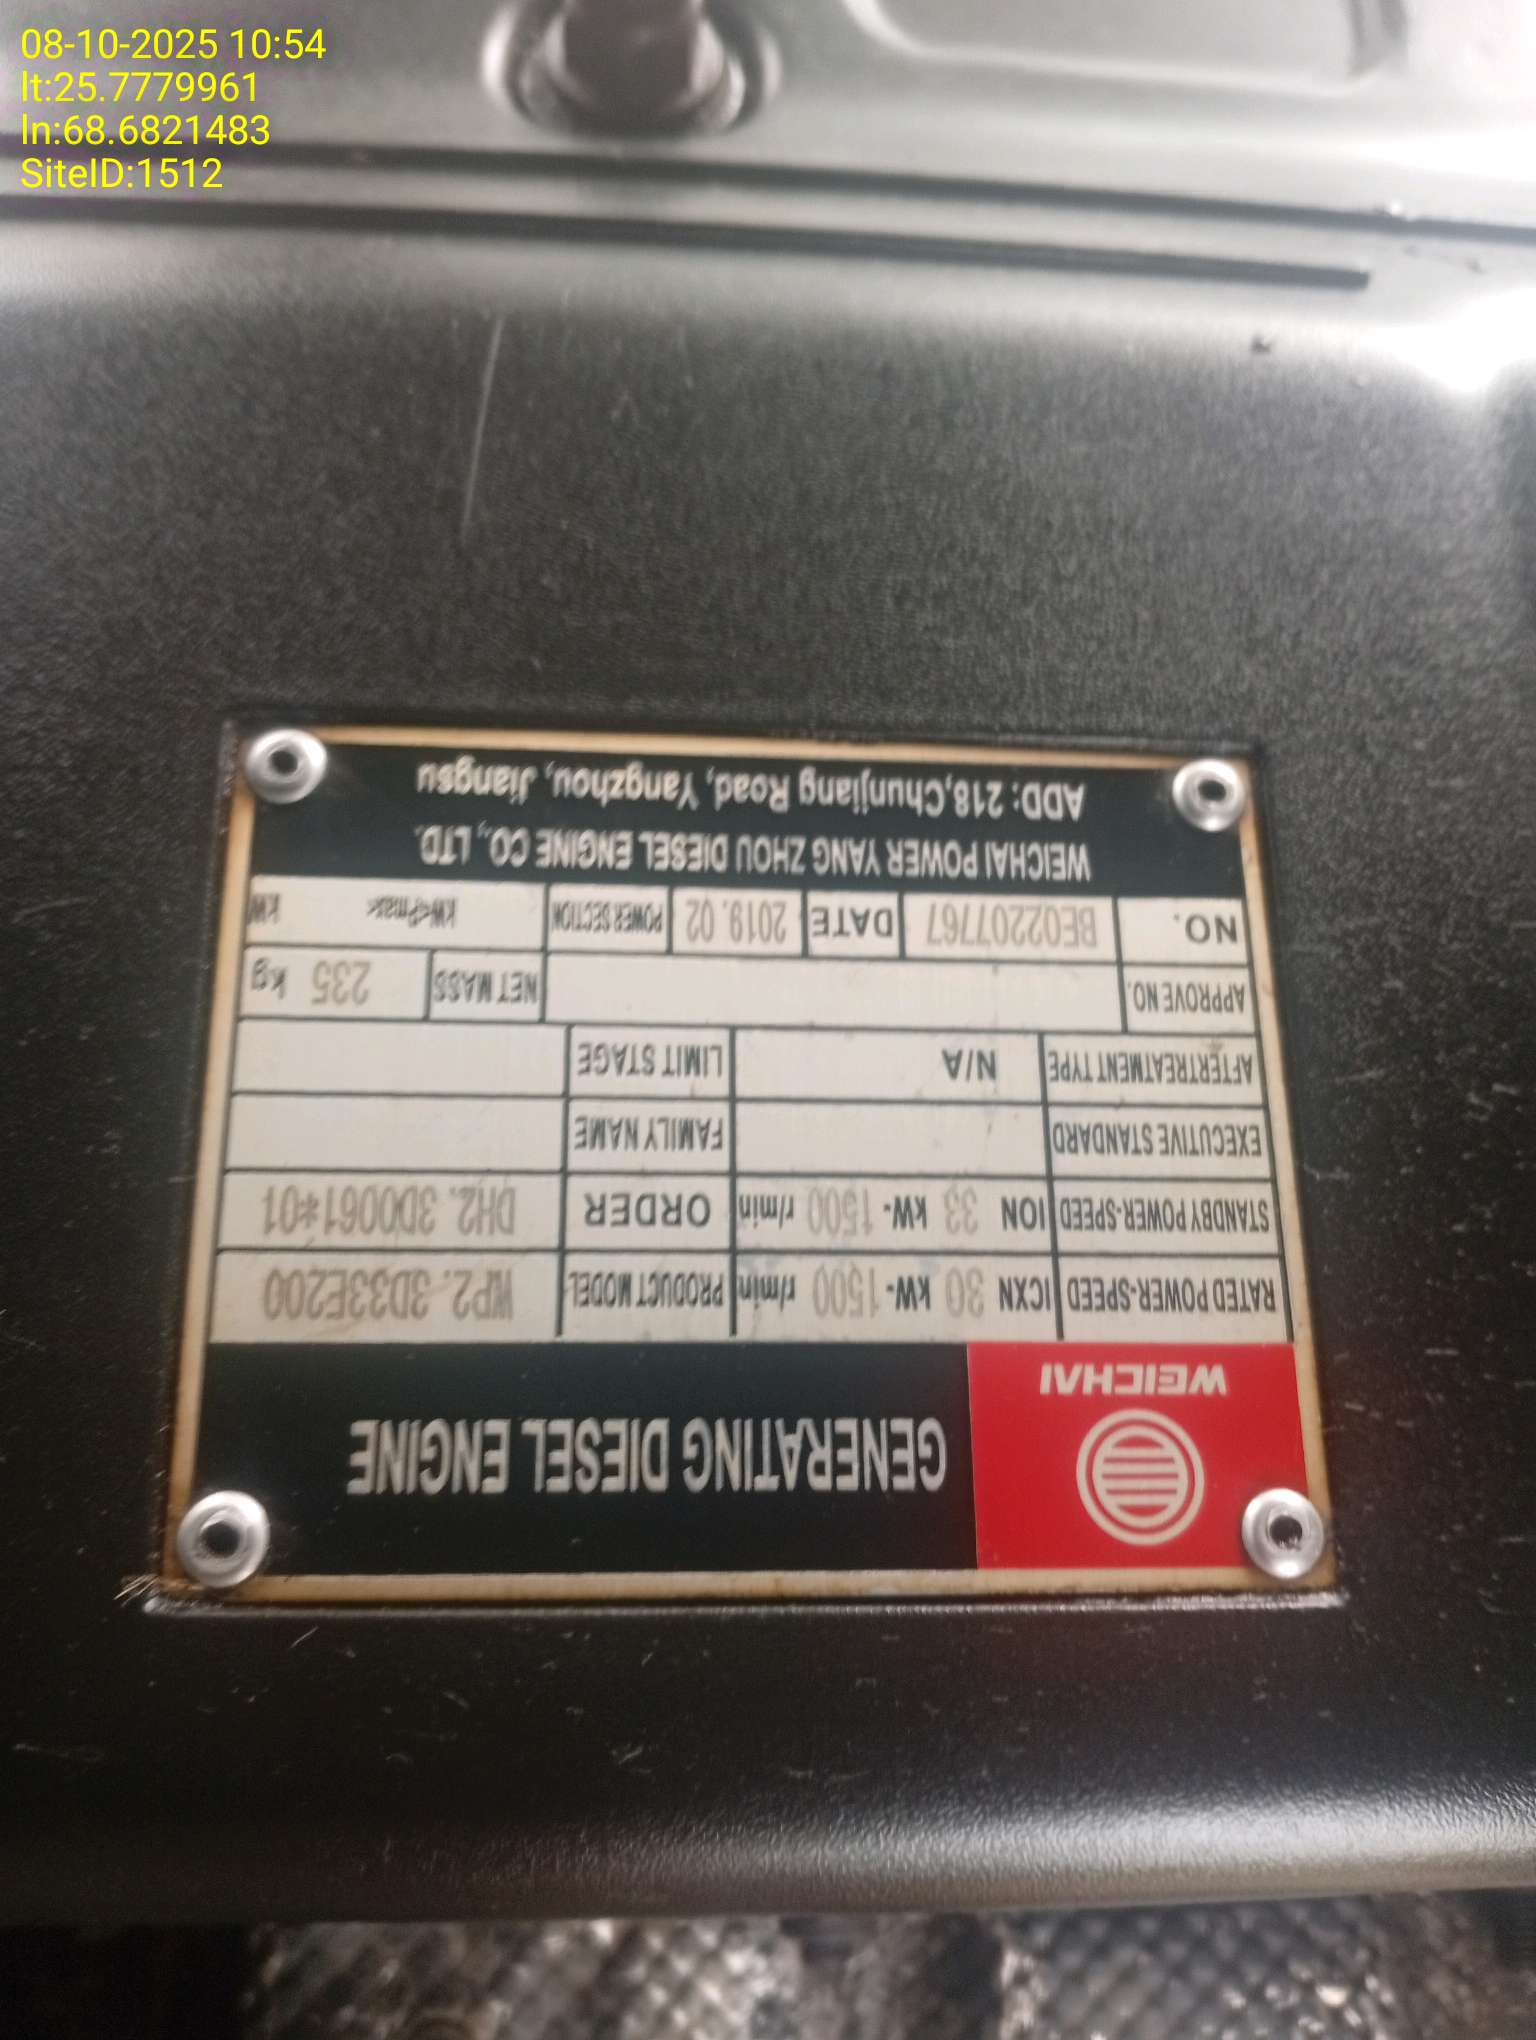 08-10-2025 10:54
lt:25.7779961
ln:68.6821483
SiteID:1512
WEICHAI
GENERATING DIESEL ENGINE
RATED POWER-SPEED ICXN 30 kW- 1500 r/min PRODUCT MODEL WP2.3D33E200
STANDBY POWER-SPEED ION 33 kW- 1500 r/min ORDER DH2.3D0061*01
EXECUTIVE STANDARD FAMILY NAME
AFTERTREATMENT TYPE N/A LIMIT STAGE
APPROVE NO. NET MASS 235 kg
NO. BE02207767 DATE 2019.02 POWER SECTION kW<Pmax< kW
WEICHAI POWER YANG ZHOU DIESEL ENGINE CO., LTD.
ADD: 218,Chunjiang Road, Yangzhou, Jiangsu